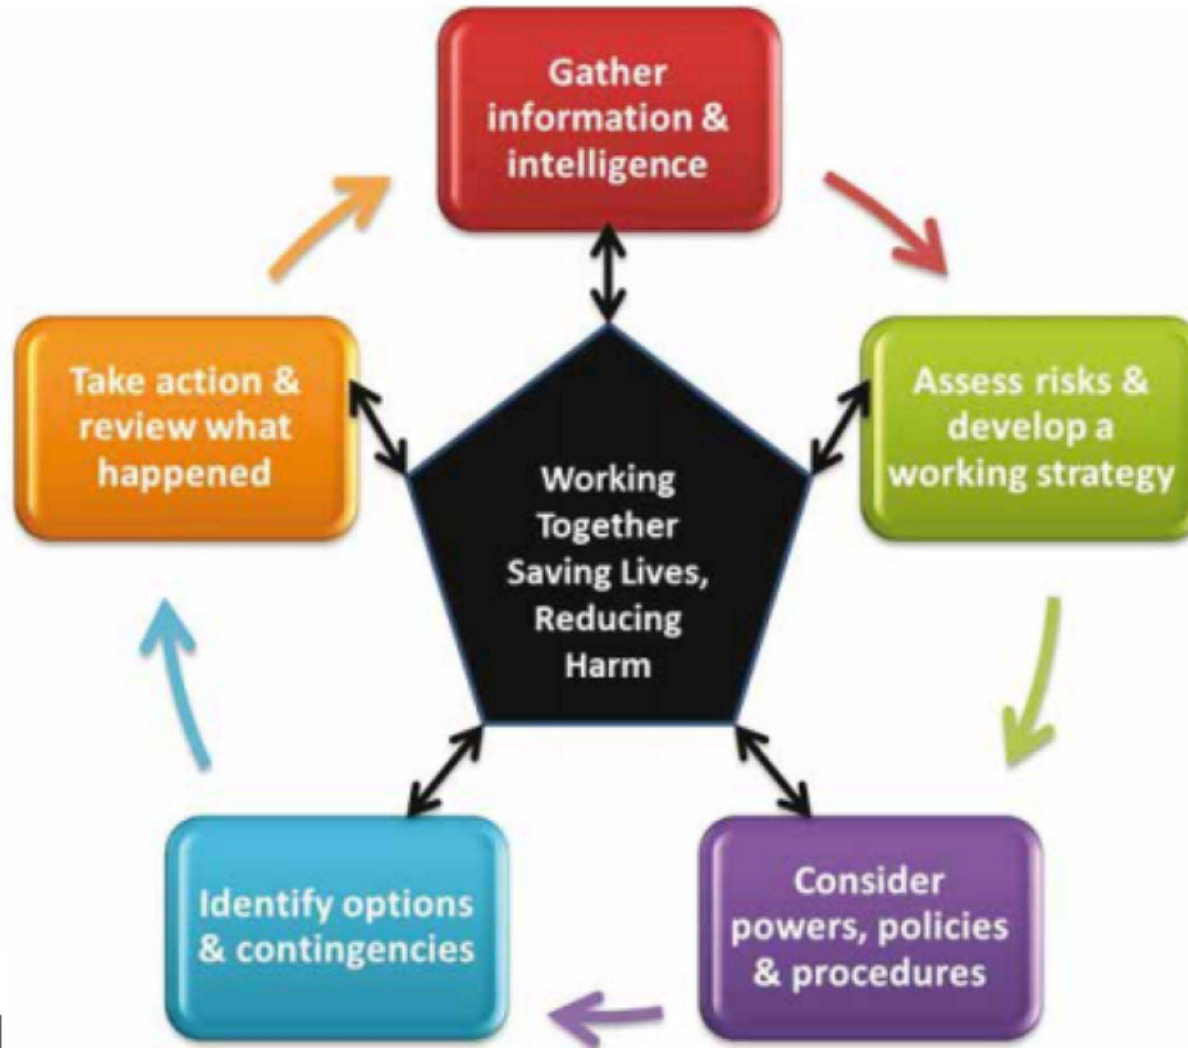 Gather
information &
intelligence
Assess risks &
develop a
working strategy
Consider
powers, policies
& procedures
Identify options
& contingencies
Take action &
review what
happened
Working
Together
Saving Lives,
Reducing
Harm